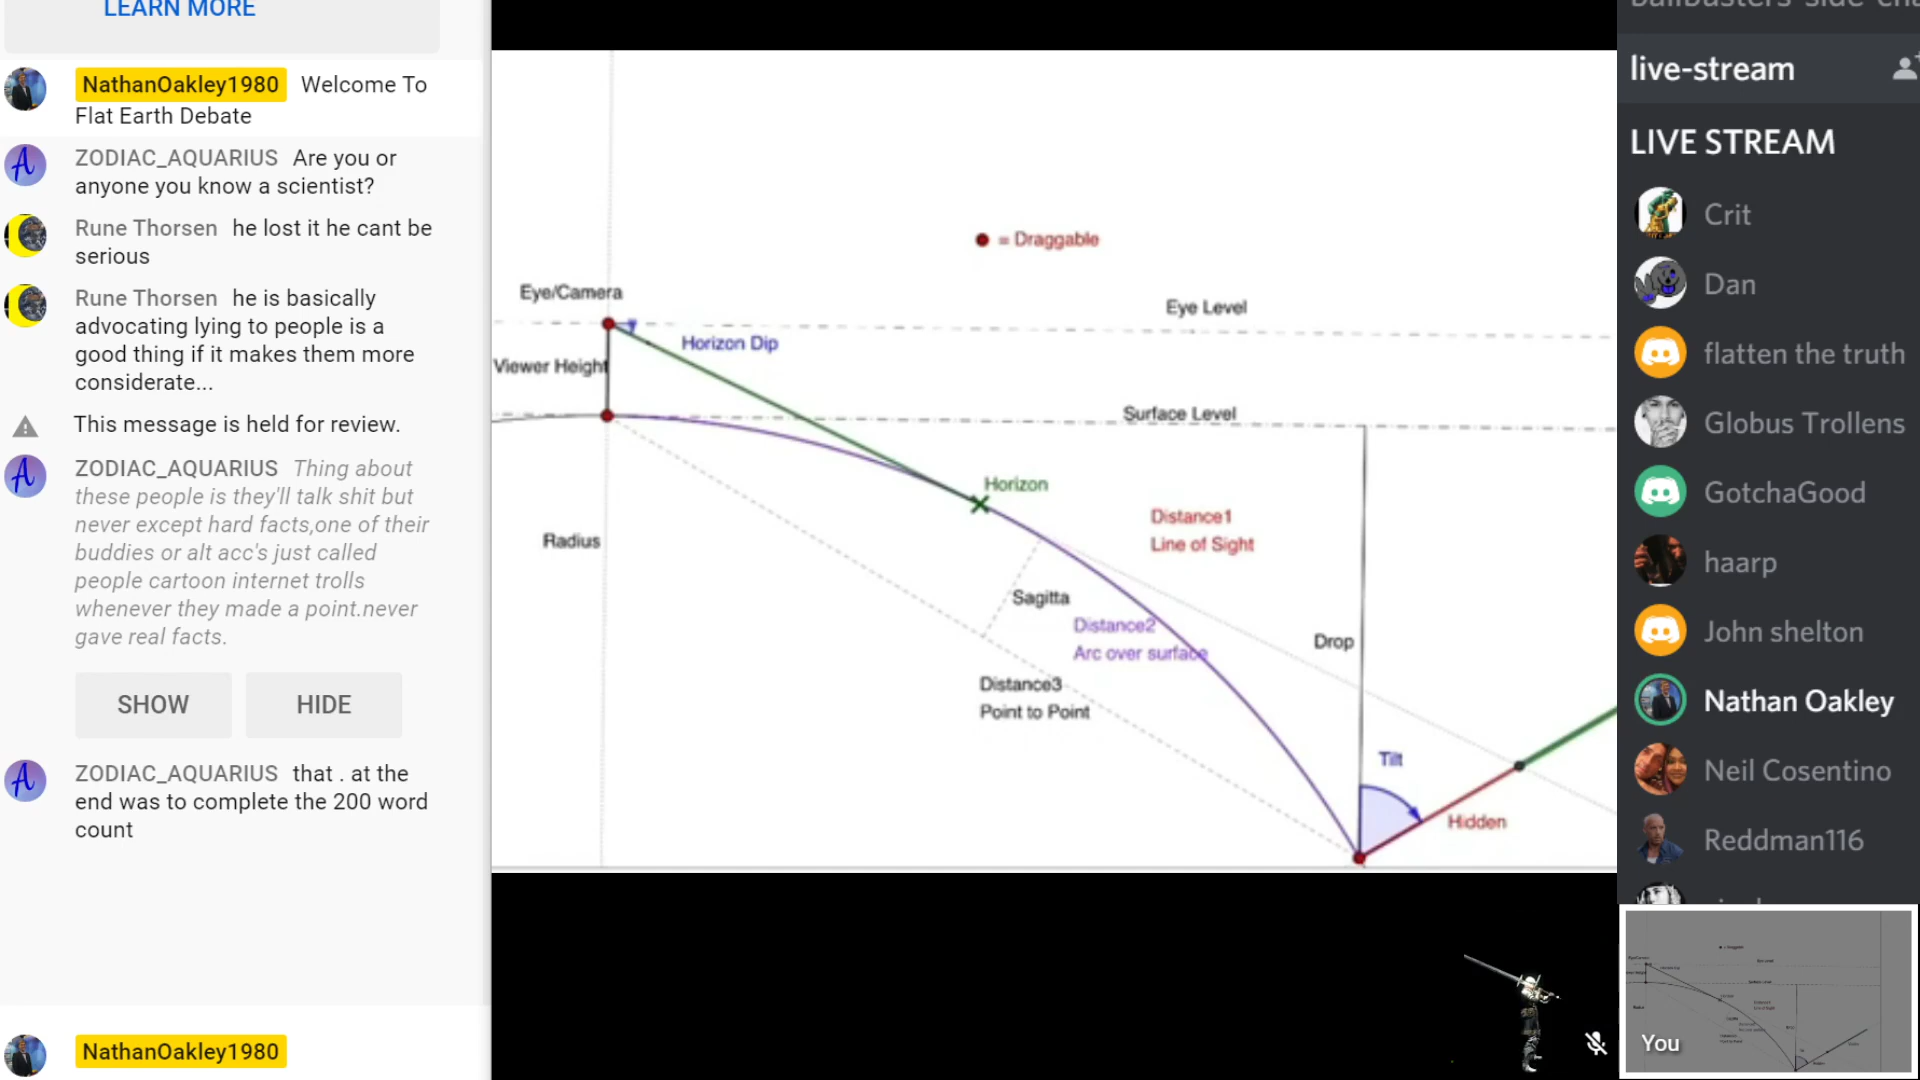 LEARN MORE
NathanOakley1980 Welcome To
Flat Earth Debate
ZODIAC_AQUARIUS Are you or
anyone you know a scientist?
Rune Thorsen he lost it he cant be
serious
Rune Thorsen he is basically
advocating lying to people is a
good thing if it makes them more
considerate...
This message is held for review.
ZODIAC_AQUARIUS Thing about
these people is they'll talk shit but
never except hard facts,one of their
buddies or alt acc's just called
people cartoon internet trolls
whenever they made a point.never
gave real facts.
SHOW HIDE
ZODIAC_AQUARIUS that . at the
end was to complete the 200 word
count
NathanOakley1980
= Draggable
Eye/Camera
Eye Level
Horizon Dip
Viewer Height
Surface Level
Horizon
Distance1
Line of Sight
Radius
Sagitta
Distance2
Arc over surface
Drop
Distance3
Point to Point
Tilt
Hidden
live-stream
LIVE STREAM
Crit
Dan
flatten the truth
Globus Trollens
GotchaGood
haarp
John shelton
Nathan Oakley
Neil Cosentino
Reddman116
You